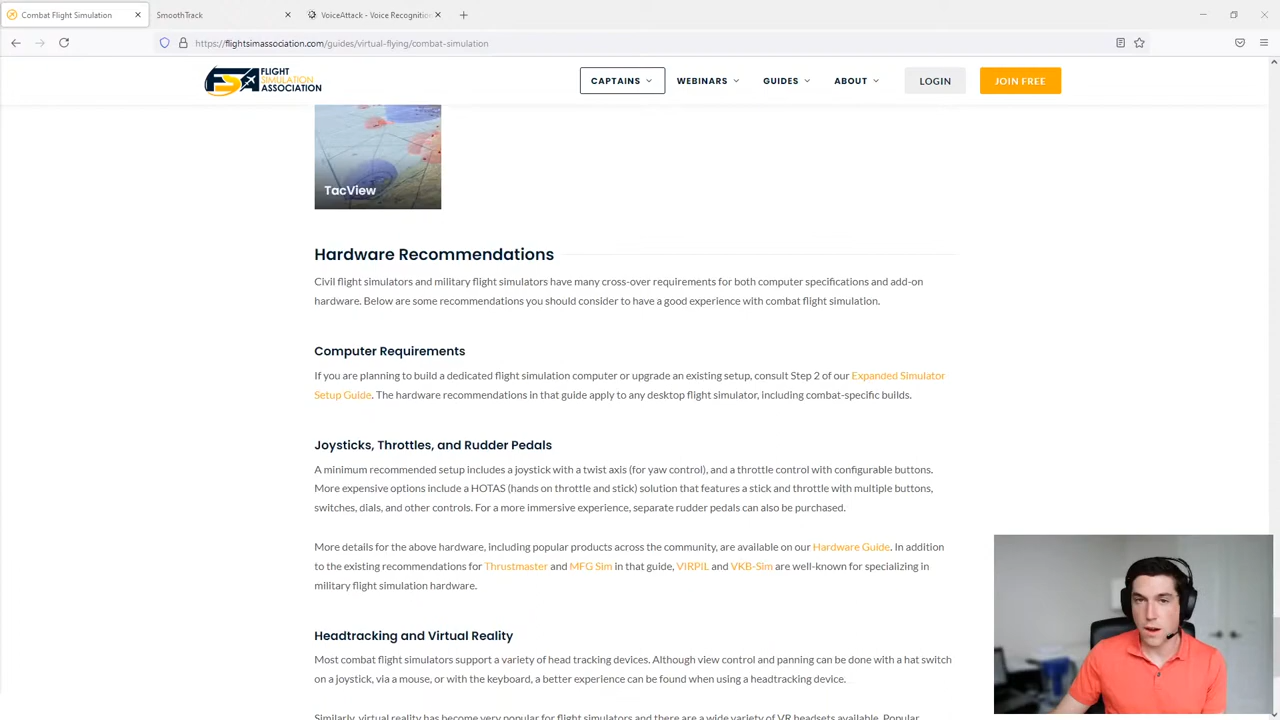 Combat Flight Simulation
SmoothTrack
VoiceAttack - Voice Recognition
https://flightsimassociation.com/guides/virtual-flying/combat-simulation
FSA FLIGHT
SIMULATION
ASSOCIATION
CAPTAINS
WEBINARS
GUIDES
ABOUT
LOGIN
JOIN FREE
TacView
Hardware Recommendations
Civil flight simulators and military flight simulators have many cross-over requirements for both computer specifications and add-on
hardware. Below are some recommendations you should consider to have a good experience with combat flight simulation.
Computer Requirements
If you are planning to build a dedicated flight simulation computer or upgrade an existing setup, consult Step 2 of our Expanded Simulator
Setup Guide. The hardware recommendations in that guide apply to any desktop flight simulator, including combat-specific builds.
Joysticks, Throttles, and Rudder Pedals
A minimum recommended setup includes a joystick with a twist axis (for yaw control), and a throttle control with configurable buttons.
More expensive options include a HOTAS (hands on throttle and stick) solution that features a stick and throttle with multiple buttons,
switches, dials, and other controls. For a more immersive experience, separate rudder pedals can also be purchased.
More details for the above hardware, including popular products across the community, are available on our Hardware Guide. In addition
to the existing recommendations for Thrustmaster and MFG Sim in that guide, VIRPIL and VKB-Sim are well-known for specializing in
military flight simulation hardware.
Headtracking and Virtual Reality
Most combat flight simulators support a variety of head tracking devices. Although view control and panning can be done with a hat switch
on a joystick, via a mouse, or with the keyboard, a better experience can be found when using a headtracking device.
Similarly, virtual reality has become very popular for flight simulators and there are a wide variety of VR headsets available. Popular